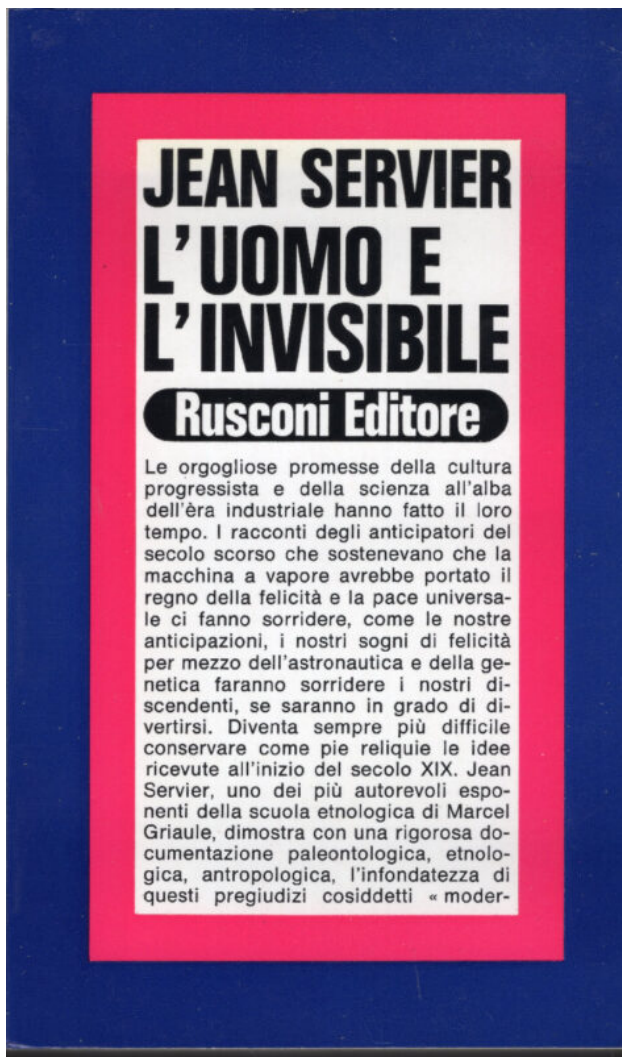 JEAN SERVIER
L'UOMO E
L'INVISIBILE
Rusconi Editore
Le orgogliose promesse della cultura
progressista e della scienza all'alba
dell'èra industriale hanno fatto il loro
tempo. I racconti degli anticipatori del
secolo scorso che sostenevano che la
macchina a vapore avrebbe portato il
regno della felicità e la pace universa-
le ci fanno sorridere, come le nostre
anticipazioni, i nostri sogni di felicità
per mezzo dell'astronautica e della ge-
netica faranno sorridere i nostri di-
scendenti, se saranno in grado di di-
vertirsi. Diventa sempre più difficile
conservare come pie reliquie le idee
ricevute all'inizio del secolo XIX. Jean
Servier, uno dei più autorevoli espo-
nenti della scuola etnologica di Marcel
Griaule, dimostra con una rigorosa do-
cumentazione paleontologica, etnolo-
gica, antropologica, l'infondatezza di
questi pregiudizi cosiddetti « moder-